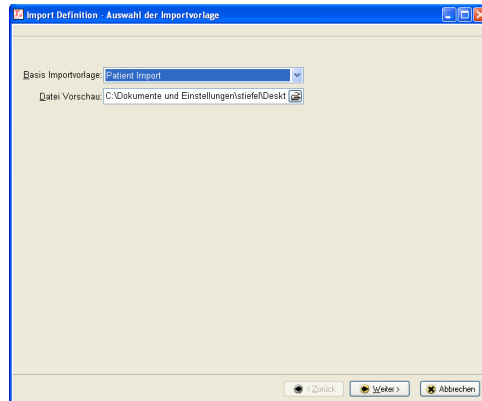 Import Definition - Auswahl der Importvorlage
Basis Importvorlage: Patient Import
Datei Vorschau: C:\Dokumente und Einstellungen\stiefel\Deskt
< Zurück Weiter > Abbrechen